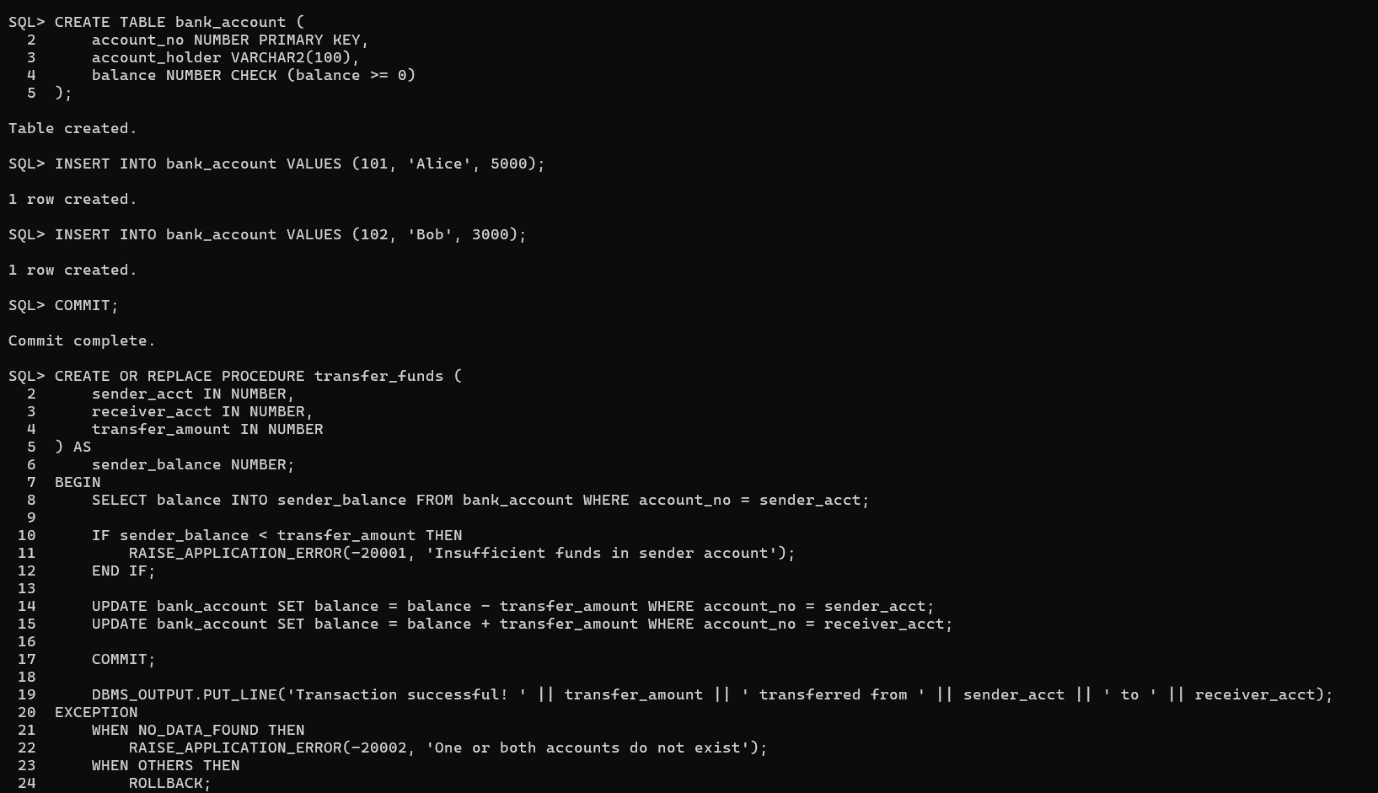 SQL> CREATE TABLE bank_account (
  2      account_no NUMBER PRIMARY KEY,
  3      account_holder VARCHAR2(100),
  4      balance NUMBER CHECK (balance >= 0)
  5  );
Table created.
SQL> INSERT INTO bank_account VALUES (101, 'Alice', 5000);
1 row created.
SQL> INSERT INTO bank_account VALUES (102, 'Bob', 3000);
1 row created.
SQL> COMMIT;
Commit complete.
SQL> CREATE OR REPLACE PROCEDURE transfer_funds (
  2      sender_acct IN NUMBER,
  3      receiver_acct IN NUMBER,
  4      transfer_amount IN NUMBER
  5  ) AS
  6      sender_balance NUMBER;
  7  BEGIN
  8      SELECT balance INTO sender_balance FROM bank_account WHERE account_no = sender_acct;
  9
 10      IF sender_balance < transfer_amount THEN
 11          RAISE_APPLICATION_ERROR(-20001, 'Insufficient funds in sender account');
 12      END IF;
 13
 14      UPDATE bank_account SET balance = balance - transfer_amount WHERE account_no = sender_acct;
 15      UPDATE bank_account SET balance = balance + transfer_amount WHERE account_no = receiver_acct;
 16
 17      COMMIT;
 18
 19      DBMS_OUTPUT.PUT_LINE('Transaction successful! ' || transfer_amount || ' transferred from ' || sender_acct || ' to ' || receiver_acct);
 20  EXCEPTION
 21      WHEN NO_DATA_FOUND THEN
 22          RAISE_APPLICATION_ERROR(-20002, 'One or both accounts do not exist');
 23      WHEN OTHERS THEN
 24          ROLLBACK;